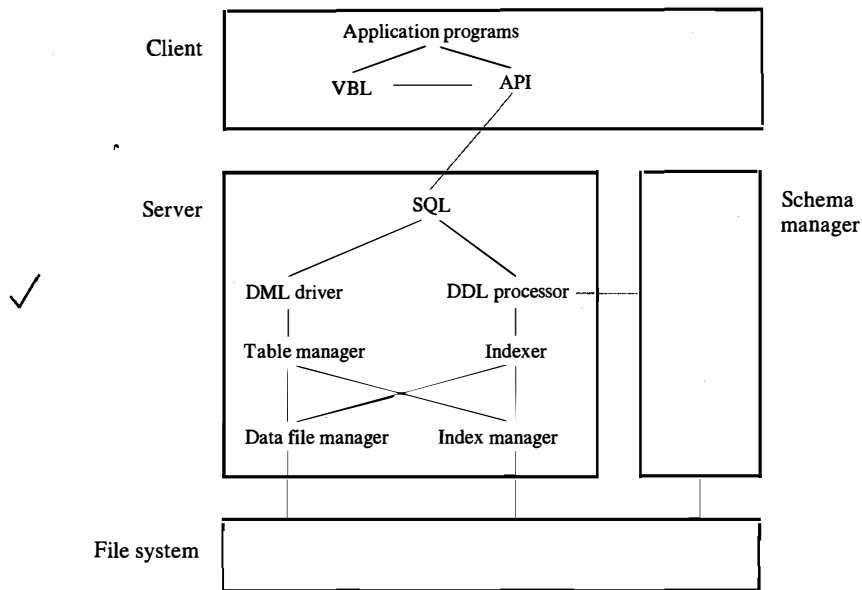 Application programs
Client
VBL
API
Server
SQL
Schema
manager
DML driver
DDL processor
Table manager
Indexer
Data file manager
Index manager
File system